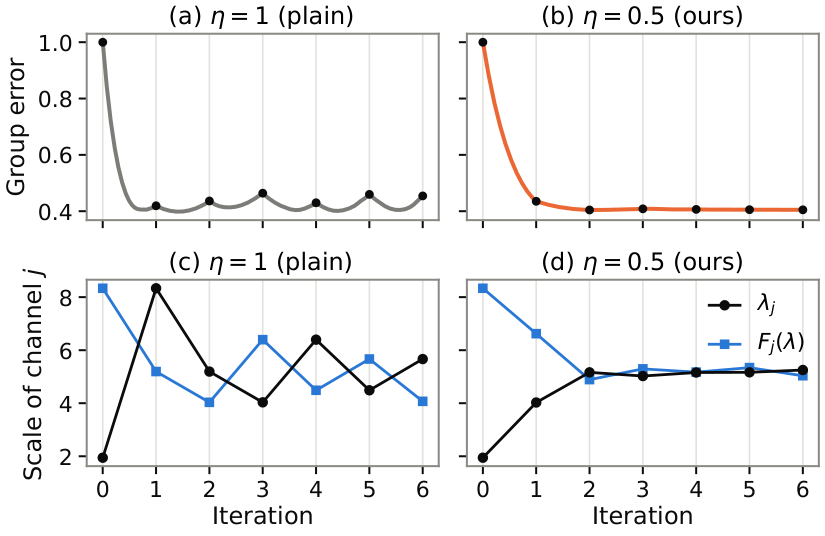 (a) η = 1 (plain)
(b) η = 0.5 (ours)
Group error
1.0
0.8
0.6
0.4
(c) η = 1 (plain)
(d) η = 0.5 (ours)
Scale of channel j
8
6
4
2
λj
Fj(λ)
0 1 2 3 4 5 6
0 1 2 3 4 5 6
Iteration
Iteration